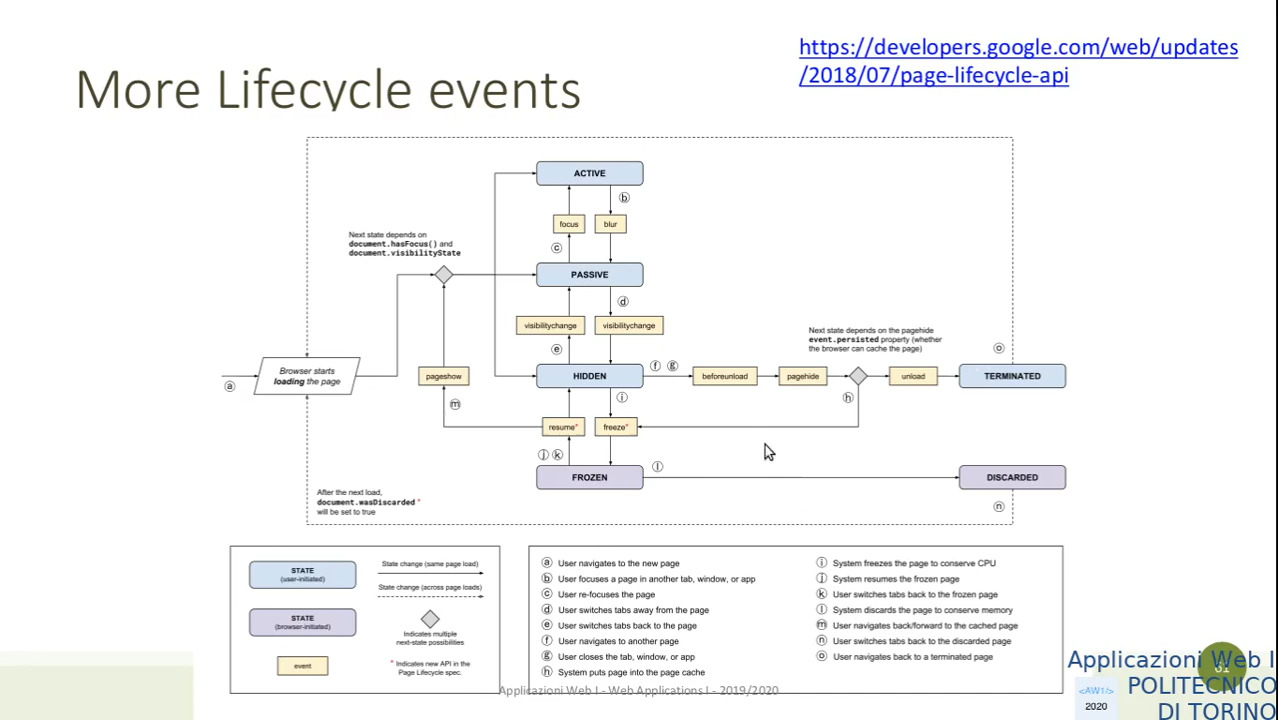 https://developers.google.com/web/updates
/2018/07/page-lifecycle-api
More Lifecycle events
ACTIVE
ⓑ
focus
blur
ⓒ
Next state depends on
document.hasFocus() and
document.visibilityState
PASSIVE
ⓓ
visibilitychange
visibilitychange
ⓔ
Next state depends on the pagehide
event.persisted property (whether
the browser can cache the page)
ⓞ
Browser starts
loading the page
ⓐ
pageshow
HIDDEN
ⓕ ⓖ
beforeunload
pagehide
unload
TERMINATED
ⓜ
ⓘ
ⓗ
resume*
freeze*
ⓙ ⓚ
ⓛ
FROZEN
DISCARDED
ⓝ
After the next load,
document.wasDiscarded *
will be set to true
STATE
(user-initiated)
State change (same page load)
State change (across page loads)
STATE
(browser-initiated)
Indicates multiple
next-state possibilities
event
* Indicates new API in the
Page Lifecycle spec.
ⓐ User navigates to the new page
ⓑ User focuses a page in another tab, window, or app
ⓒ User re-focuses the page
ⓓ User switches tabs away from the page
ⓔ User switches tabs back to the page
ⓕ User navigates to another page
ⓖ User closes the tab, window, or app
ⓗ System puts page into the page cache
ⓘ System freezes the page to conserve CPU
ⓙ System resumes the frozen page
ⓚ User switches tabs back to the frozen page
ⓛ System discards the page to conserve memory
ⓜ User navigates back/forward to the cached page
ⓝ User switches tabs back to the discarded page
ⓞ User navigates back to a terminated page
Applicazioni Web I - Web Applications I - 2019/2020
61
Applicazioni Web I
POLITECNICO
DI TORINO
<AW1/>
2020